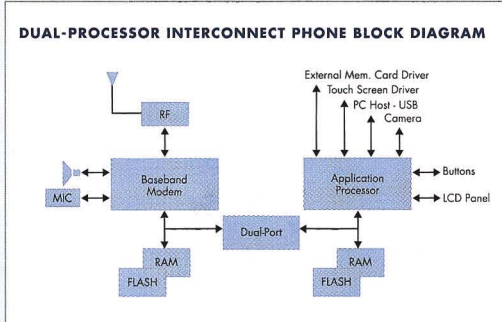 DUAL-PROCESSOR INTERCONNECT PHONE BLOCK DIAGRAM
External Mem. Card Driver
Touch Screen Driver
PC Host - USB
Camera
RF
Baseband
Modem
Application
Processor
Buttons
MIC
LCD Panel
Dual-Port
RAM
FLASH
RAM
FLASH